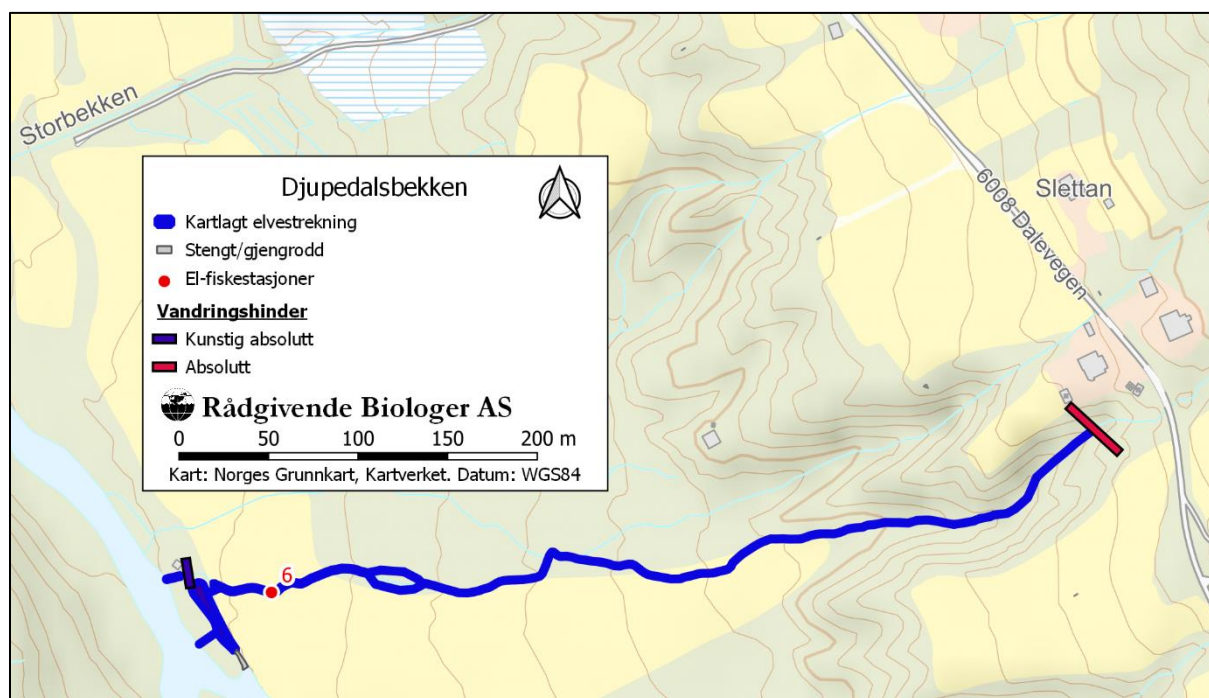 Storbekken
Djupedalsbekken
Kartlagt elvestrekning
Stengt/gjengrodd
El-fiskestasjoner
Vandringshinder
Kunstig absolutt
Absolutt
Rådgivende Biologer AS
0 50 100 150 200 m
Kart: Norges Grunnkart, Kartverket. Datum: WGS84
6008-Dalevegen
Slettan
6